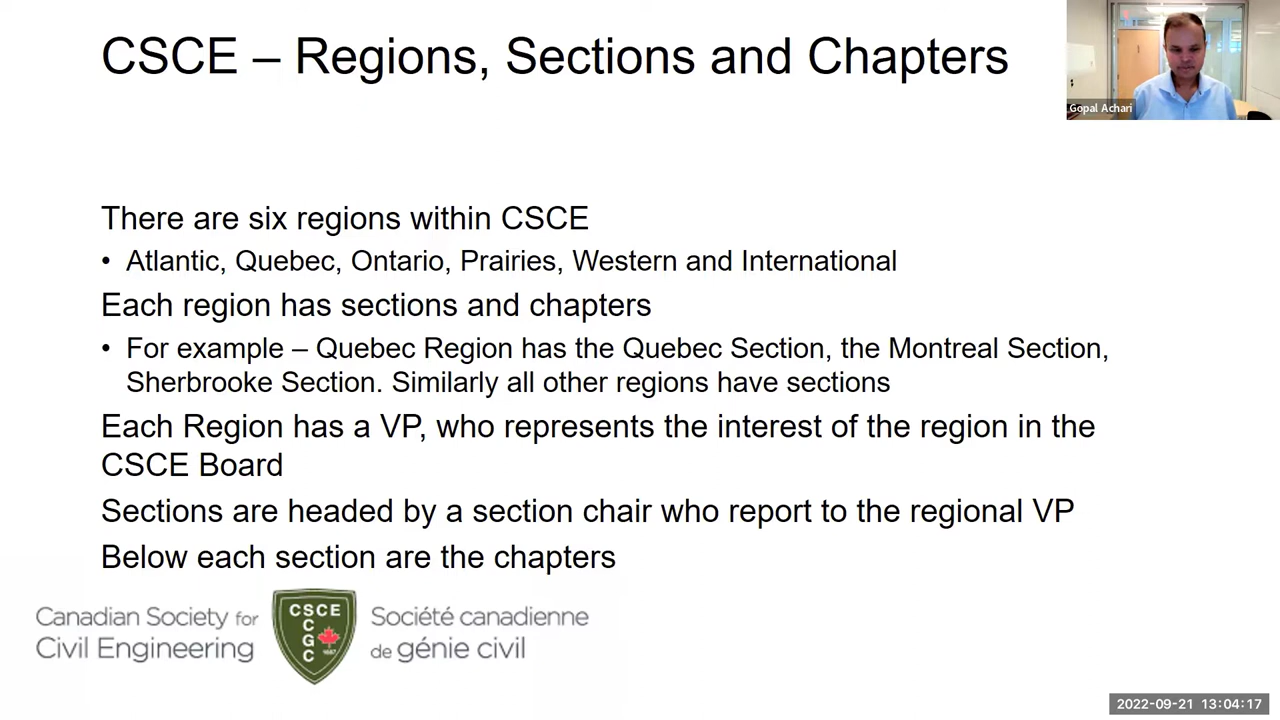 CSCE – Regions, Sections and Chapters
Gopal Achari
There are six regions within CSCE
• Atlantic, Quebec, Ontario, Prairies, Western and International
Each region has sections and chapters
• For example – Quebec Region has the Quebec Section, the Montreal Section,
Sherbrooke Section. Similarly all other regions have sections
Each Region has a VP, who represents the interest of the region in the
CSCE Board
Sections are headed by a section chair who report to the regional VP
Below each section are the chapters
Canadian Society for
Civil Engineering
CSCE
CGC
Société canadienne
de génie civil
2022-09-21 13:04:17